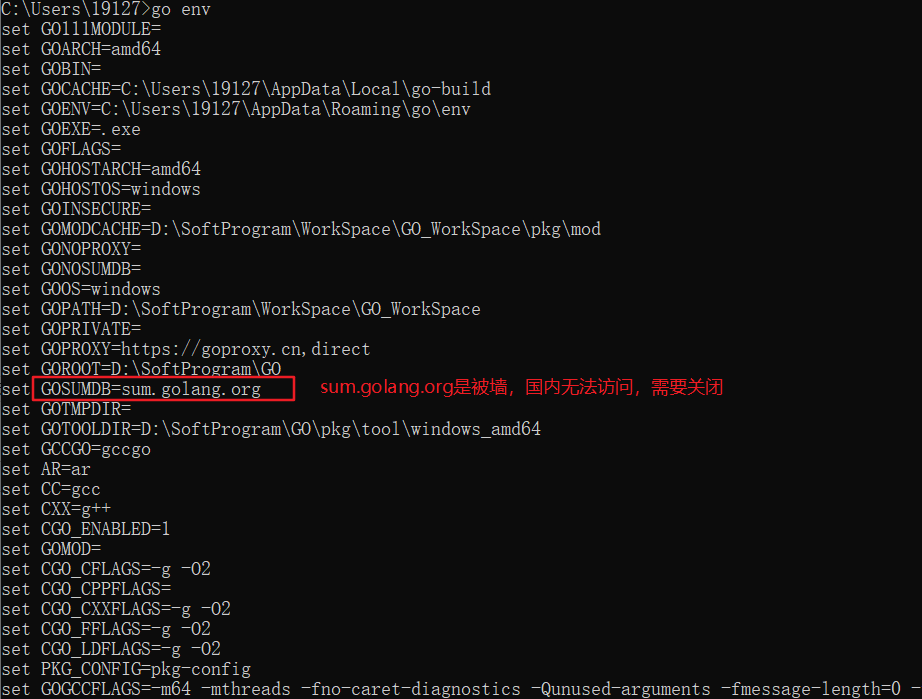 C:\Users\19127>go env
set GO111MODULE=
set GOARCH=amd64
set GOBIN=
set GOCACHE=C:\Users\19127\AppData\Local\go-build
set GOENV=C:\Users\19127\AppData\Roaming\go\env
set GOEXE=.exe
set GOFLAGS=
set GOHOSTARCH=amd64
set GOHOSTOS=windows
set GOINSECURE=
set GOMODCACHE=D:\SoftProgram\WorkSpace\GO_WorkSpace\pkg\mod
set GONOPROXY=
set GONOSUMDB=
set GOOS=windows
set GOPATH=D:\SoftProgram\WorkSpace\GO_WorkSpace
set GOPRIVATE=
set GOPROXY=https://goproxy.cn,direct
set GOROOT=D:\SoftProgram\GO
set GOSUMDB=sum.golang.org sum.golang.org是被墙，国内无法访问，需要关闭
set GOTMPDIR=
set GOTOOLDIR=D:\SoftProgram\GO\pkg\tool\windows_amd64
set GCCGO=gccgo
set AR=ar
set CC=gcc
set CXX=g++
set CGO_ENABLED=1
set GOMOD=
set CGO_CFLAGS=-g -O2
set CGO_CPPFLAGS=
set CGO_CXXFLAGS=-g -O2
set CGO_FFLAGS=-g -O2
set CGO_LDFLAGS=-g -O2
set PKG_CONFIG=pkg-config
set GOGCCFLAGS=-m64 -mthreads -fno-caret-diagnostics -Qunused-arguments -fmessage-length=0 -